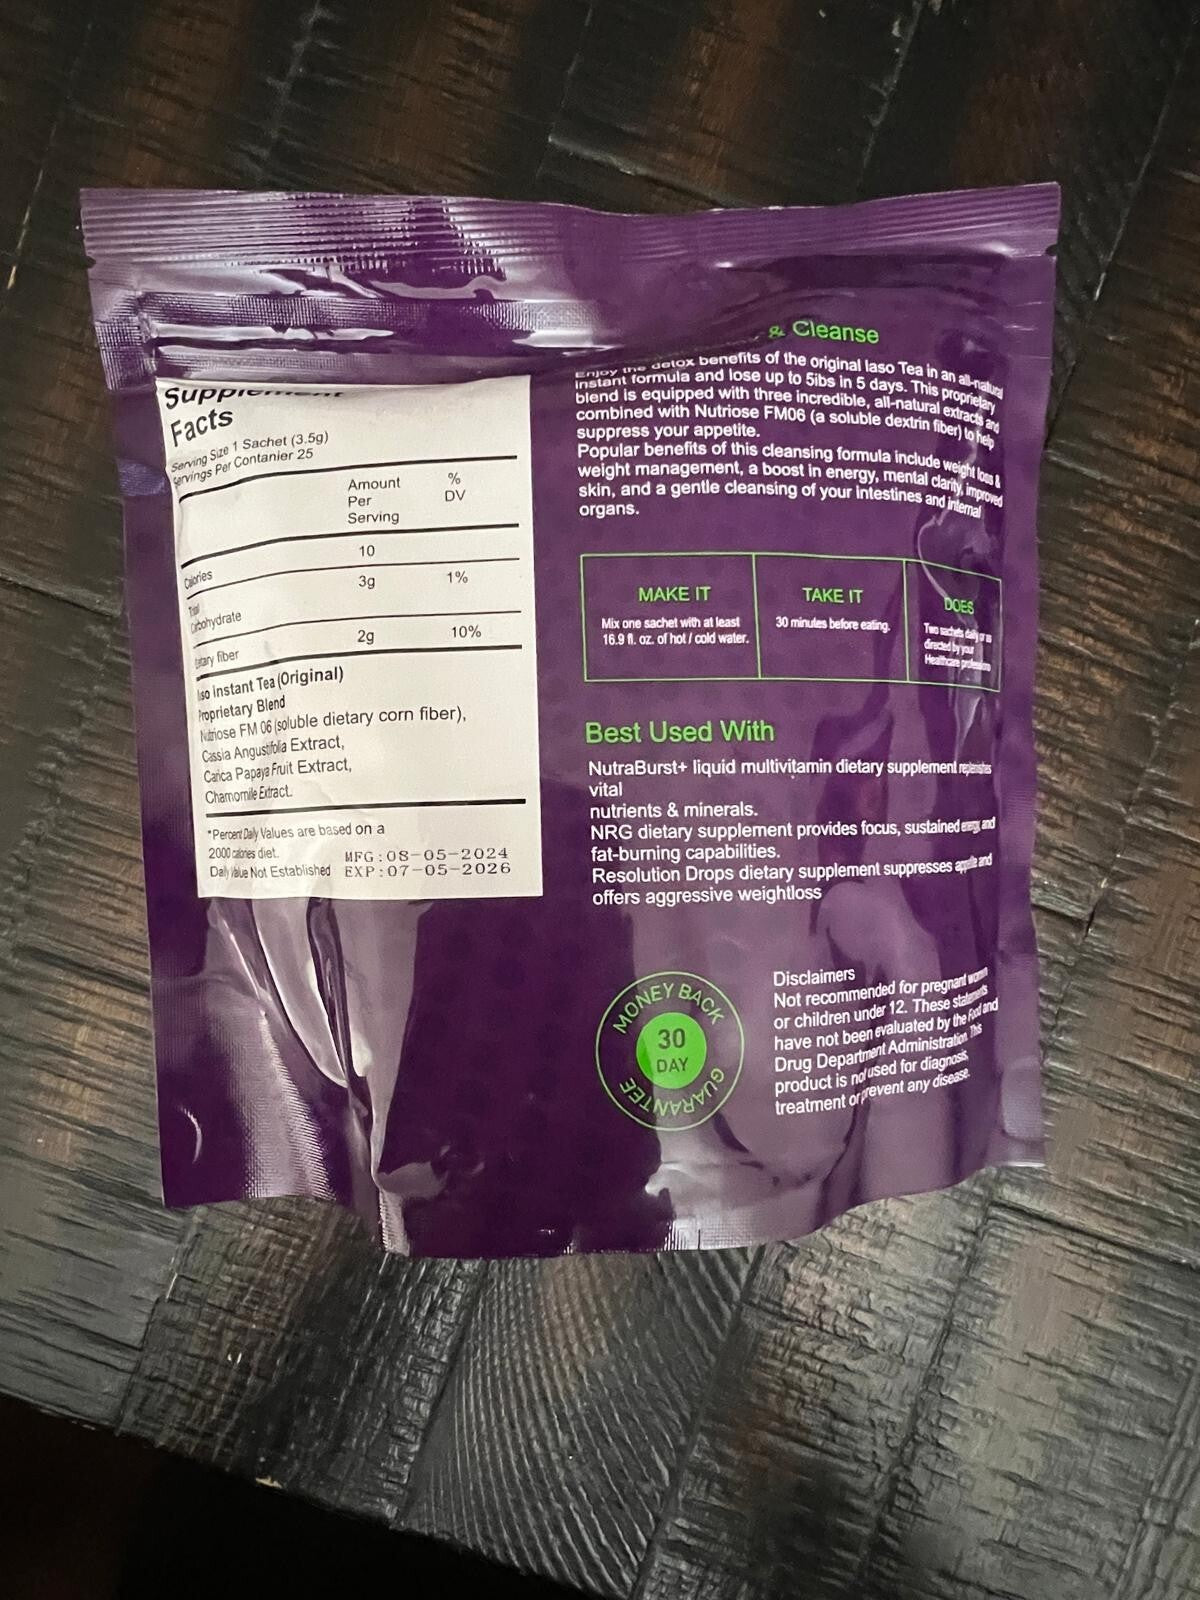 Supplement
Facts
Serving Size 1 Sachet (3.5g)
Servings Per Contanier 25
Amount
Per
Serving
%
DV
Calories
10
Total
Carbohydrate
3g
1%
Dietary fiber
2g
10%
Iaso instant Tea (Original)
Proprietary Blend
Nutriose FM 06 (soluble dietary corn fiber),
Cassia Angustifolia Extract,
Carica Papaya Fruit Extract,
Chamomile Extract.
*Percent Daily Values are based on a
2000 calories diet.
Daily Value Not Established
MFG:08-05-2024
EXP:07-05-2026
& Cleanse
Enjoy the detox benefits of the original Iaso Tea in an all-natural
instant formula and lose up to 5ibs in 5 days. This proprietary
blend is equipped with three incredible, all-natural extracts and
combined with Nutriose FM06 (a soluble dextrin fiber) to help
suppress your appetite.
Popular benefits of this cleansing formula include weight loss &
weight management, a boost in energy, mental clarity, improved
skin, and a gentle cleansing of your intestines and internal
organs.
MAKE IT
Mix one sachet with at least
16.9 fl. oz. of hot / cold water.
TAKE IT
30 minutes before eating.
DOES
Two sachets daily or as
directed by your
Healthcare professiono
Best Used With
NutraBurst+ liquid multivitamin dietary supplement replenishes
vital
nutrients & minerals.
NRG dietary supplement provides focus, sustained energy, and
fat-burning capabilities.
Resolution Drops dietary supplement suppresses appetite and
offers aggressive weightloss
MONEY BACK
30
DAY
GUARANTEE
Disclaimers
Not recommended for pregnant women
or children under 12. These statements
have not been evaluated by the Food and
Drug Department Administration. This
product is not used for diagnosis,
treatment or prevent any disease.